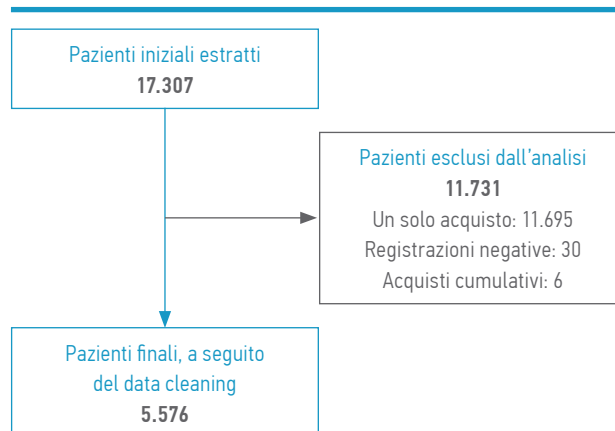 Pazienti iniziali estratti
17.307
Pazienti esclusi dall'analisi
11.731
Un solo acquisto: 11.695
Registrazioni negative: 30
Acquisti cumulativi: 6
Pazienti finali, a seguito
del data cleaning
5.576